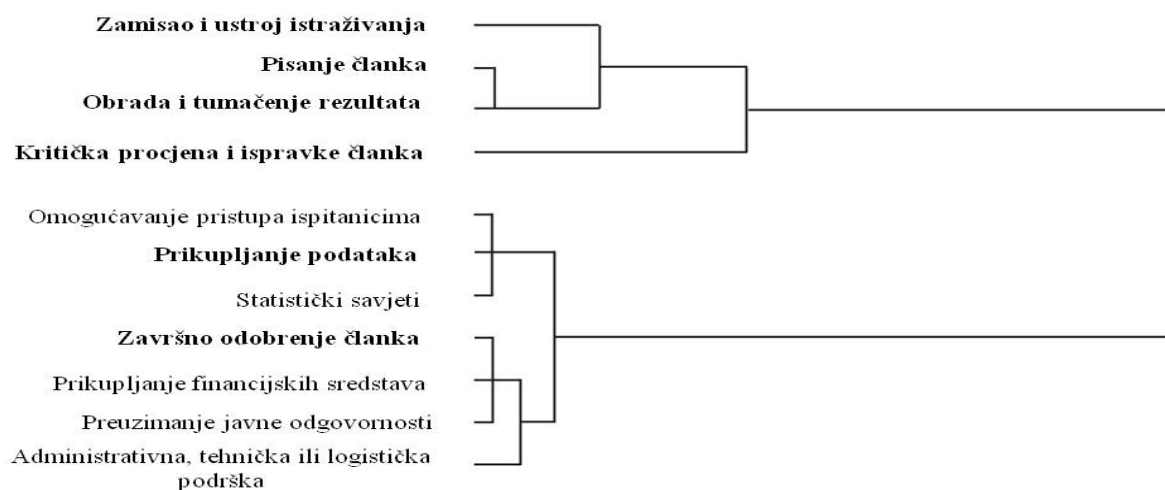 Zamisao i ustroj istraživanja
Pisanje članka
Obrada i tumačenje rezultata
Kritička procjena i ispravke članka
Omogućavanje pristupa ispitanicima
Prikupljanje podataka
Statistički savjeti
Završno odobrenje članka
Prikupljanje financijskih sredstava
Preuzimanje javne odgovornosti
Administrativna, tehnička ili logistička
podrška